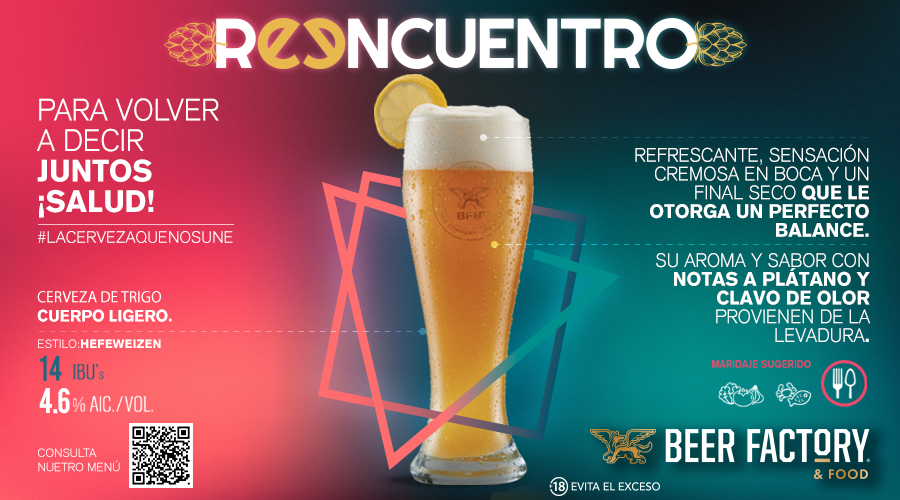 REENCUENTRO
PARA VOLVER
A DECIR
JUNTOS
¡SALUD!
#LACERVEZAQUENOSUNE
CERVEZA DE TRIGO
CUERPO LIGERO.
ESTILO:HEFEWEIZEN
14 IBU's
4.6% AIC./VOL.
CONSULTA
NUETRO MENÚ
REFRESCANTE, SENSACIÓN
CREMOSA EN BOCA Y UN
FINAL SECO QUE LE
OTORGA UN PERFECTO
BALANCE.
SU AROMA Y SABOR CON
NOTAS A PLÁTANO Y
CLAVO DE OLOR
PROVIENEN DE LA
LEVADURA.
MARIDAJE SUGERIDO
BEER FACTORY
& FOOD
-18 EVITA EL EXCESO